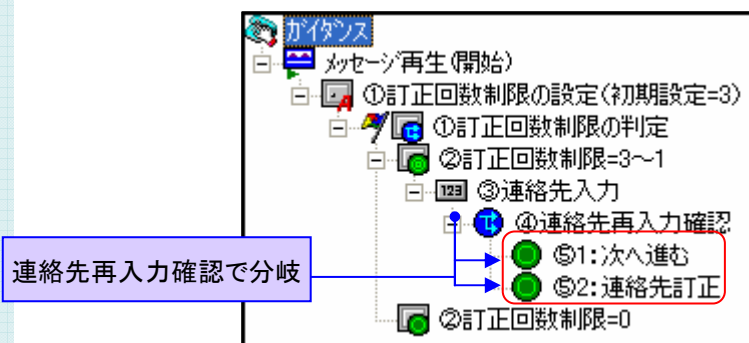 ガイダンス
メッセージ再生(開始)
①訂正回数制限の設定(初期設定=3)
①訂正回数制限の判定
②訂正回数制限=3～1
123 ③連絡先入力
④連絡先再入力確認
連絡先再入力確認で分岐
⑤1:次へ進む
⑤2:連絡先訂正
②訂正回数制限=0